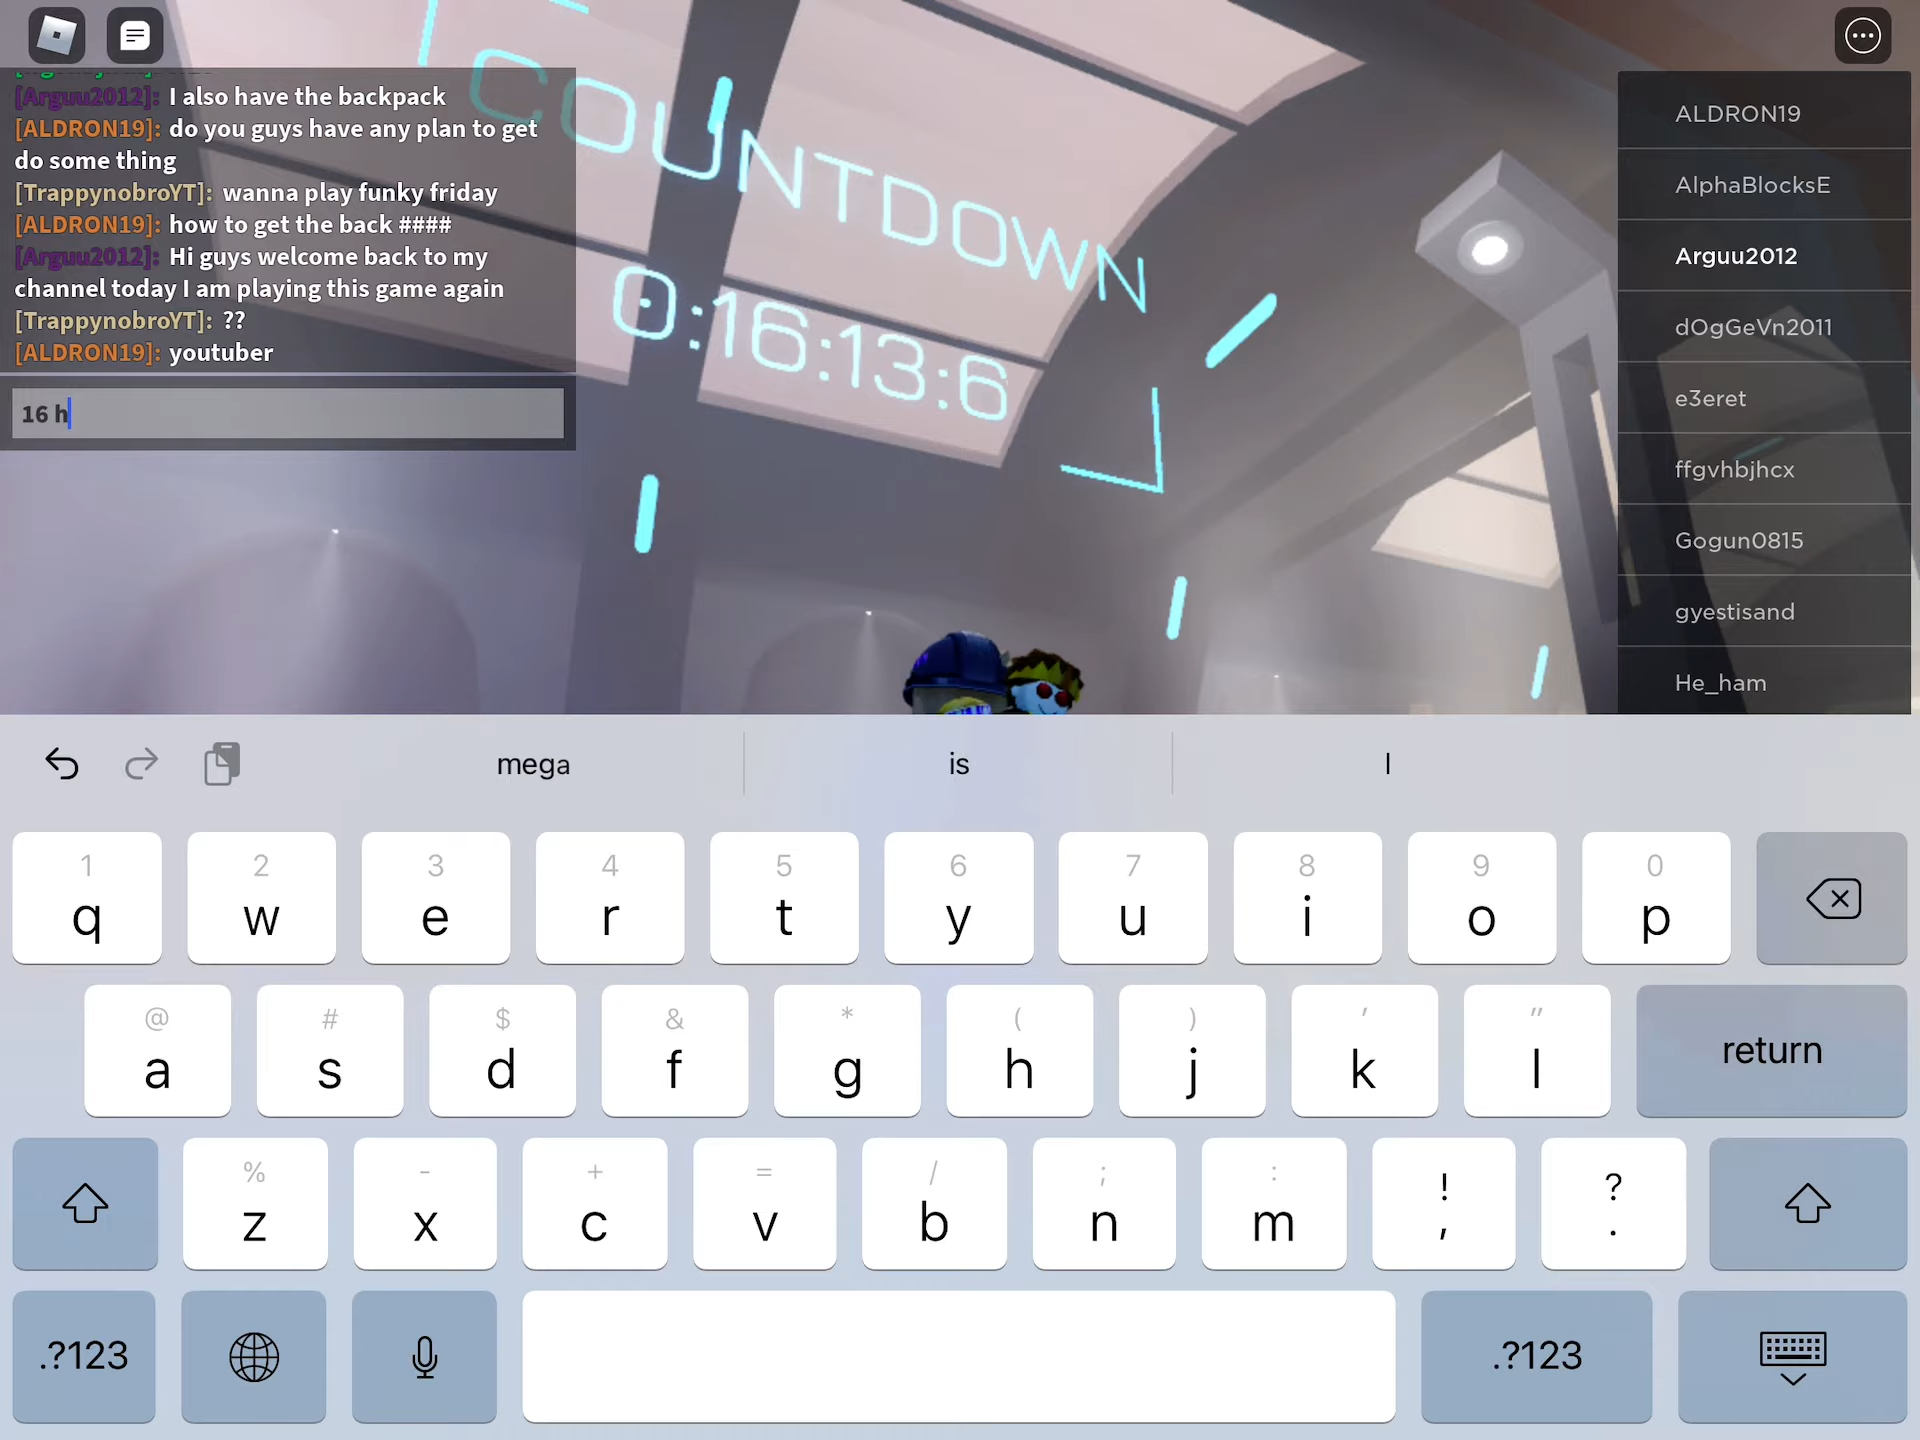 [Arguu2012]: I also have the backpack
[ALDRON19]: do you guys have any plan to get
do some thing
[TrappynobroYT]: wanna play funky friday
[ALDRON19]: how to get the back ####
[Arguu2012]: Hi guys welcome back to my
channel today I am playing this game again
[TrappynobroYT]: ??
[ALDRON19]: youtuber
16 h
COUNTDOWN
0:16:13:6
ALDRON19
AlphaBlocksE
Arguu2012
dOgGeVn2011
e3eret
ffgvhbjhcx
Gogun0815
gyestisand
He_ham
mega is I
1 2 3 4 5 6 7 8 9 0
q w e r t y u i o p
@ # $ & * ( ) ' "
a s d f g h j k l return
% - + = / ; : ! ?
z x c v b n m , .
.?123 .?123